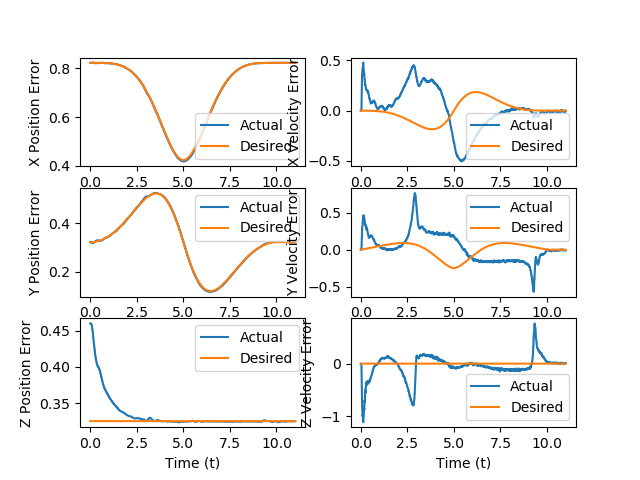 X Position Error
0.8
0.6
0.4
0.0 2.5 5.0 7.5 10.0
Actual
Desired
X Velocity Error
0.5
0.0
−0.5
0.0 2.5 5.0 7.5 10.0
Actual
Desired
Y Position Error
0.4
0.2
0.0 2.5 5.0 7.5 10.0
Actual
Desired
Y Velocity Error
0.5
0.0
−0.5
0.0 2.5 5.0 7.5 10.0
Actual
Desired
Z Position Error
0.45
0.40
0.35
0.0 2.5 5.0 7.5 10.0
Time (t)
Actual
Desired
Z Velocity Error
0
−1
0.0 2.5 5.0 7.5 10.0
Time (t)
Actual
Desired